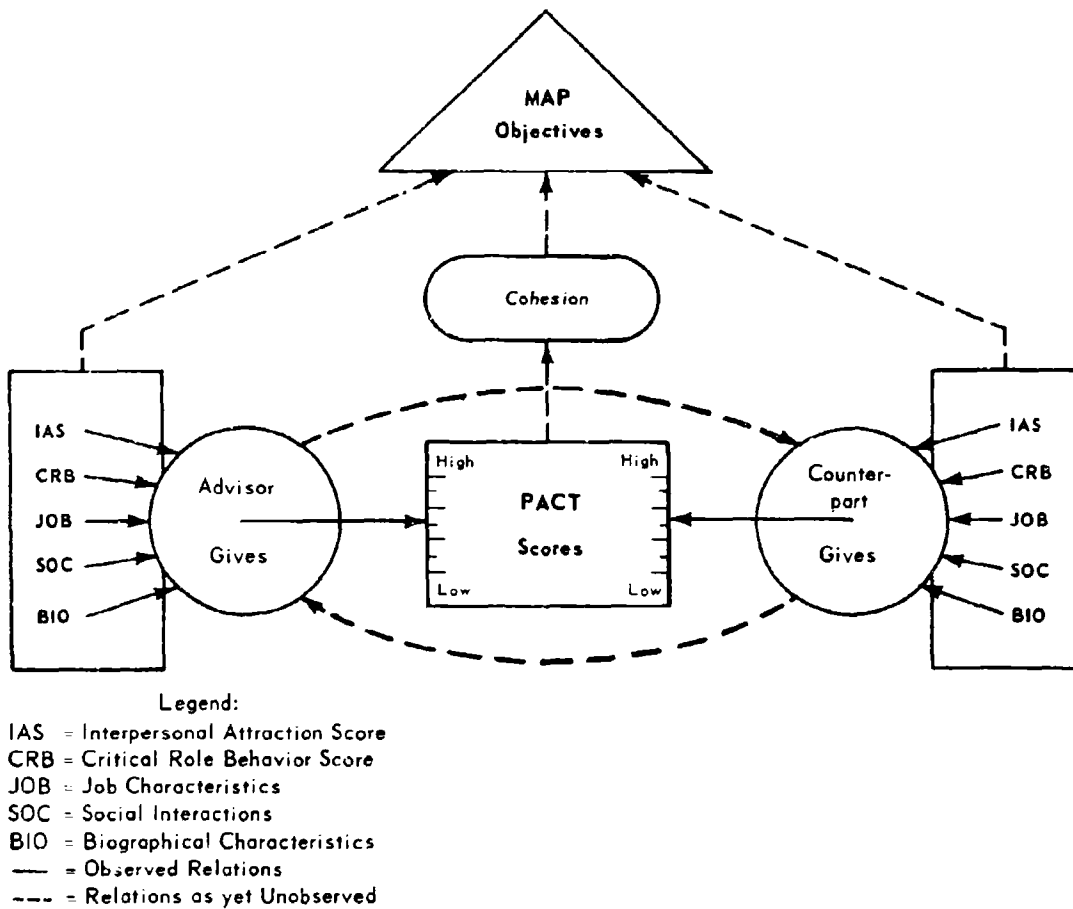 MAP
Objectives
Cohesion
IAS
CRB
JOB
SOC
BIO
Advisor
Gives
High High
PACT
Scores
Low Low
Counter-
part
Gives
IAS
CRB
JOB
SOC
BIO
Legend:
IAS = Interpersonal Attraction Score
CRB = Critical Role Behavior Score
JOB = Job Characteristics
SOC = Social Interactions
BIO = Biographical Characteristics
— = Observed Relations
--- = Relations as yet Unobserved